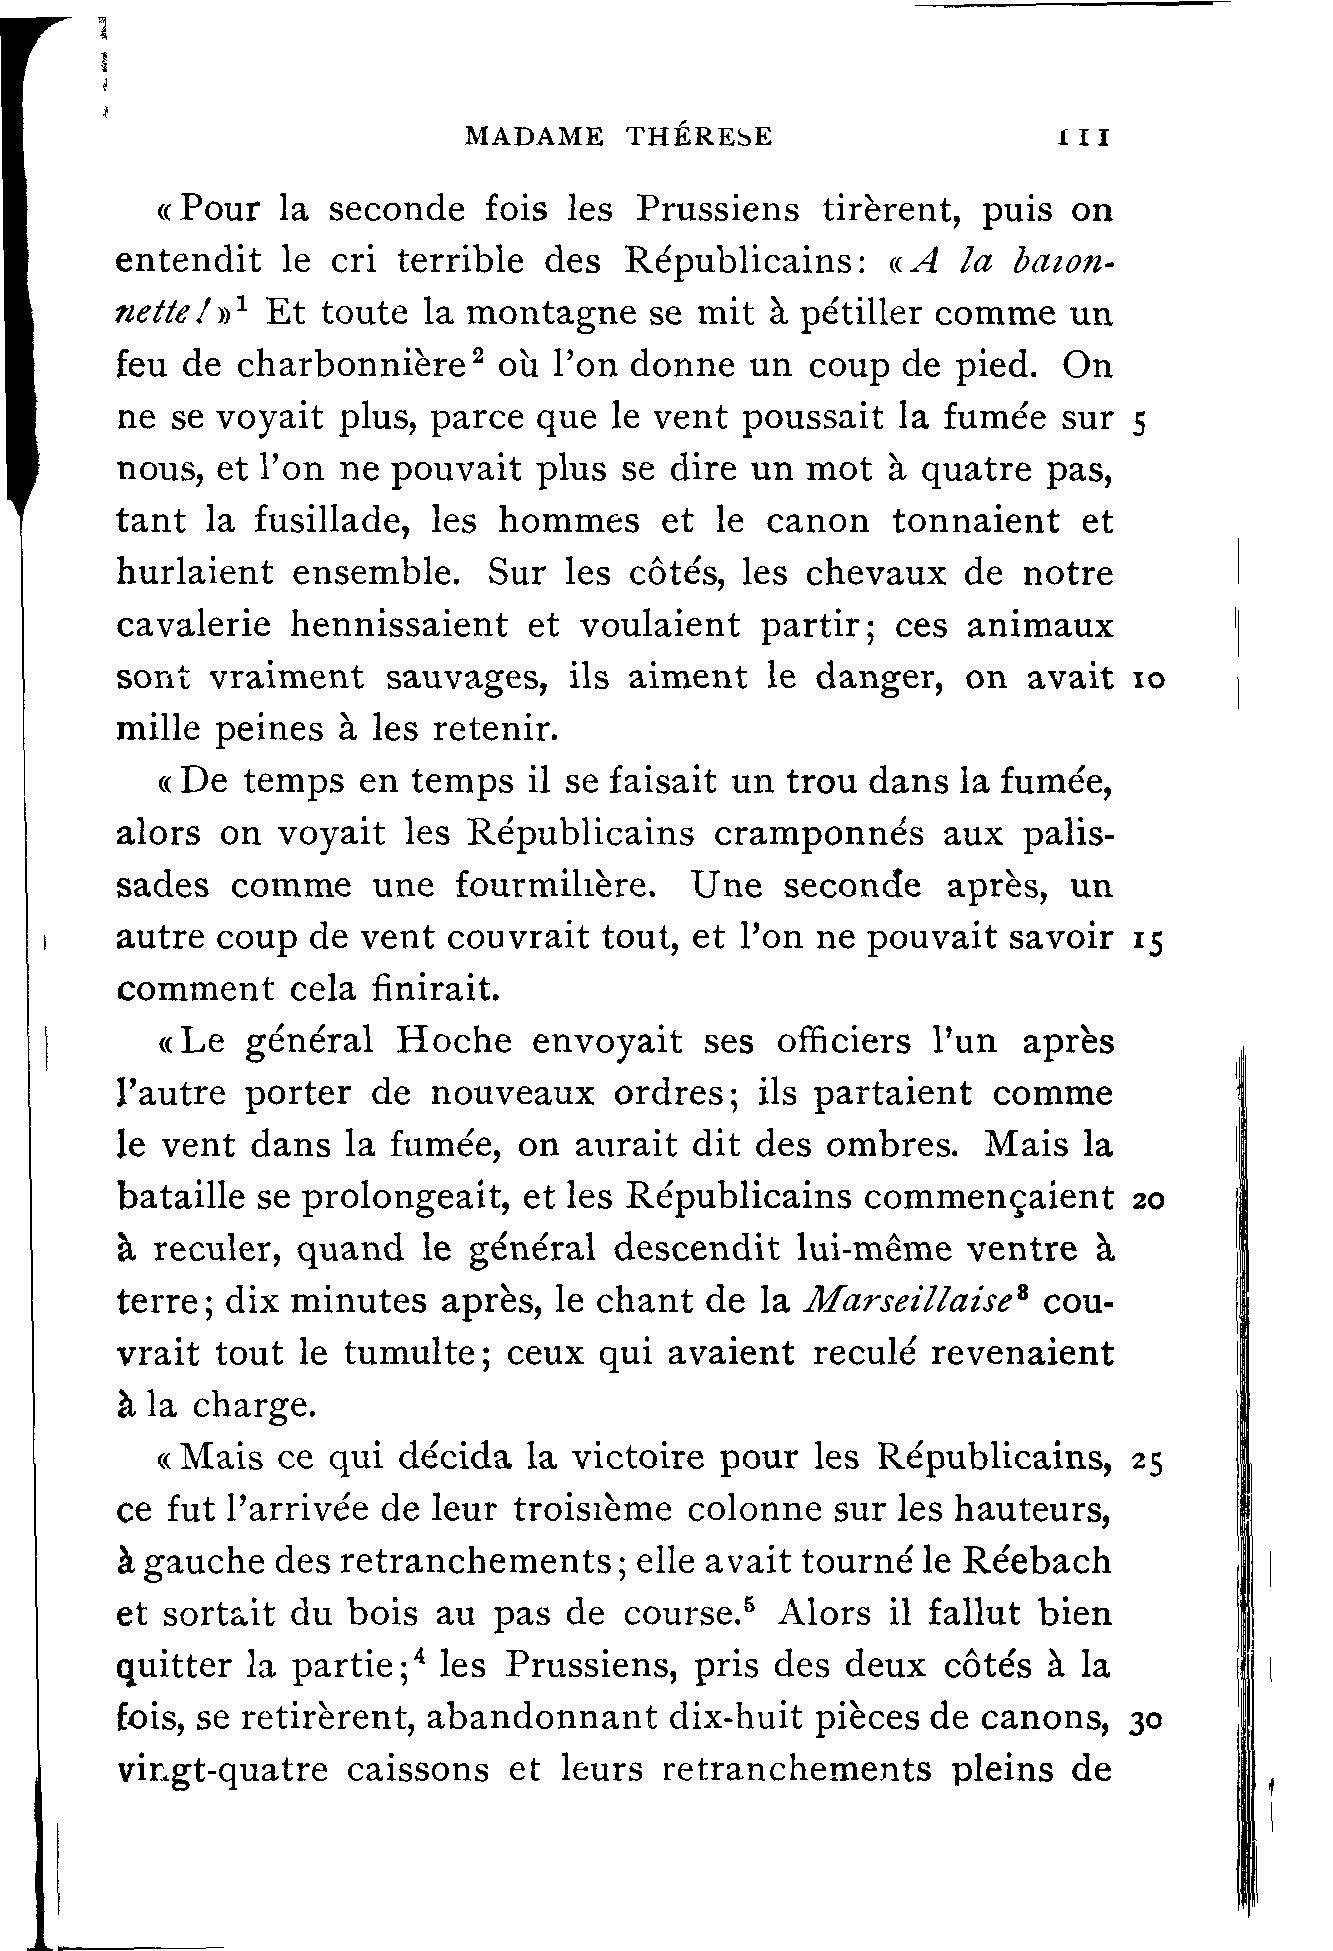 MADAME THÉRESE 111
« Pour la seconde fois les Prussiens tirèrent, puis on
entendit le cri terrible des Républicains: «A la baion-
nette!»¹ Et toute la montagne se mit à pétiller comme un
feu de charbonnière² où l'on donne un coup de pied. On
ne se voyait plus, parce que le vent poussait la fumée sur 5
nous, et l'on ne pouvait plus se dire un mot à quatre pas,
tant la fusillade, les hommes et le canon tonnaient et
hurlaient ensemble. Sur les côtés, les chevaux de notre
cavalerie hennissaient et voulaient partir; ces animaux
sont vraiment sauvages, ils aiment le danger, on avait 10
mille peines à les retenir.
« De temps en temps il se faisait un trou dans la fumée,
alors on voyait les Républicains cramponnés aux palis-
sades comme une fourmilière. Une seconde après, un
autre coup de vent couvrait tout, et l'on ne pouvait savoir 15
comment cela finirait.
« Le général Hoche envoyait ses officiers l'un après
l'autre porter de nouveaux ordres; ils partaient comme
le vent dans la fumée, on aurait dit des ombres. Mais la
bataille se prolongeait, et les Républicains commençaient 20
à reculer, quand le général descendit lui-même ventre à
terre; dix minutes après, le chant de la Marseillaise³ cou-
vrait tout le tumulte; ceux qui avaient reculé revenaient
à la charge.
« Mais ce qui décida la victoire pour les Républicains, 25
ce fut l'arrivée de leur troisième colonne sur les hauteurs,
à gauche des retranchements; elle avait tourné le Réebach
et sortait du bois au pas de course.⁵ Alors il fallut bien
quitter la partie;⁴ les Prussiens, pris des deux côtés à la
fois, se retirèrent, abandonnant dix-huit pièces de canons, 30
vingt-quatre caissons et leurs retranchements pleins de